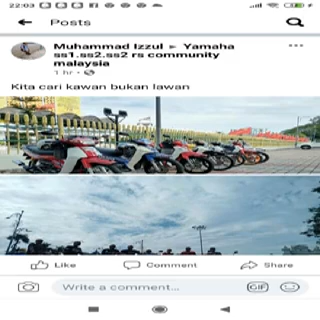 22:03
Posts
Muhammad Izzul ► Yamaha
ss1.ss2.ss2 rs community
malaysia
1 hr
Kita cari kawan bukan lawan
Like Comment Share
Write a comment...
GIF